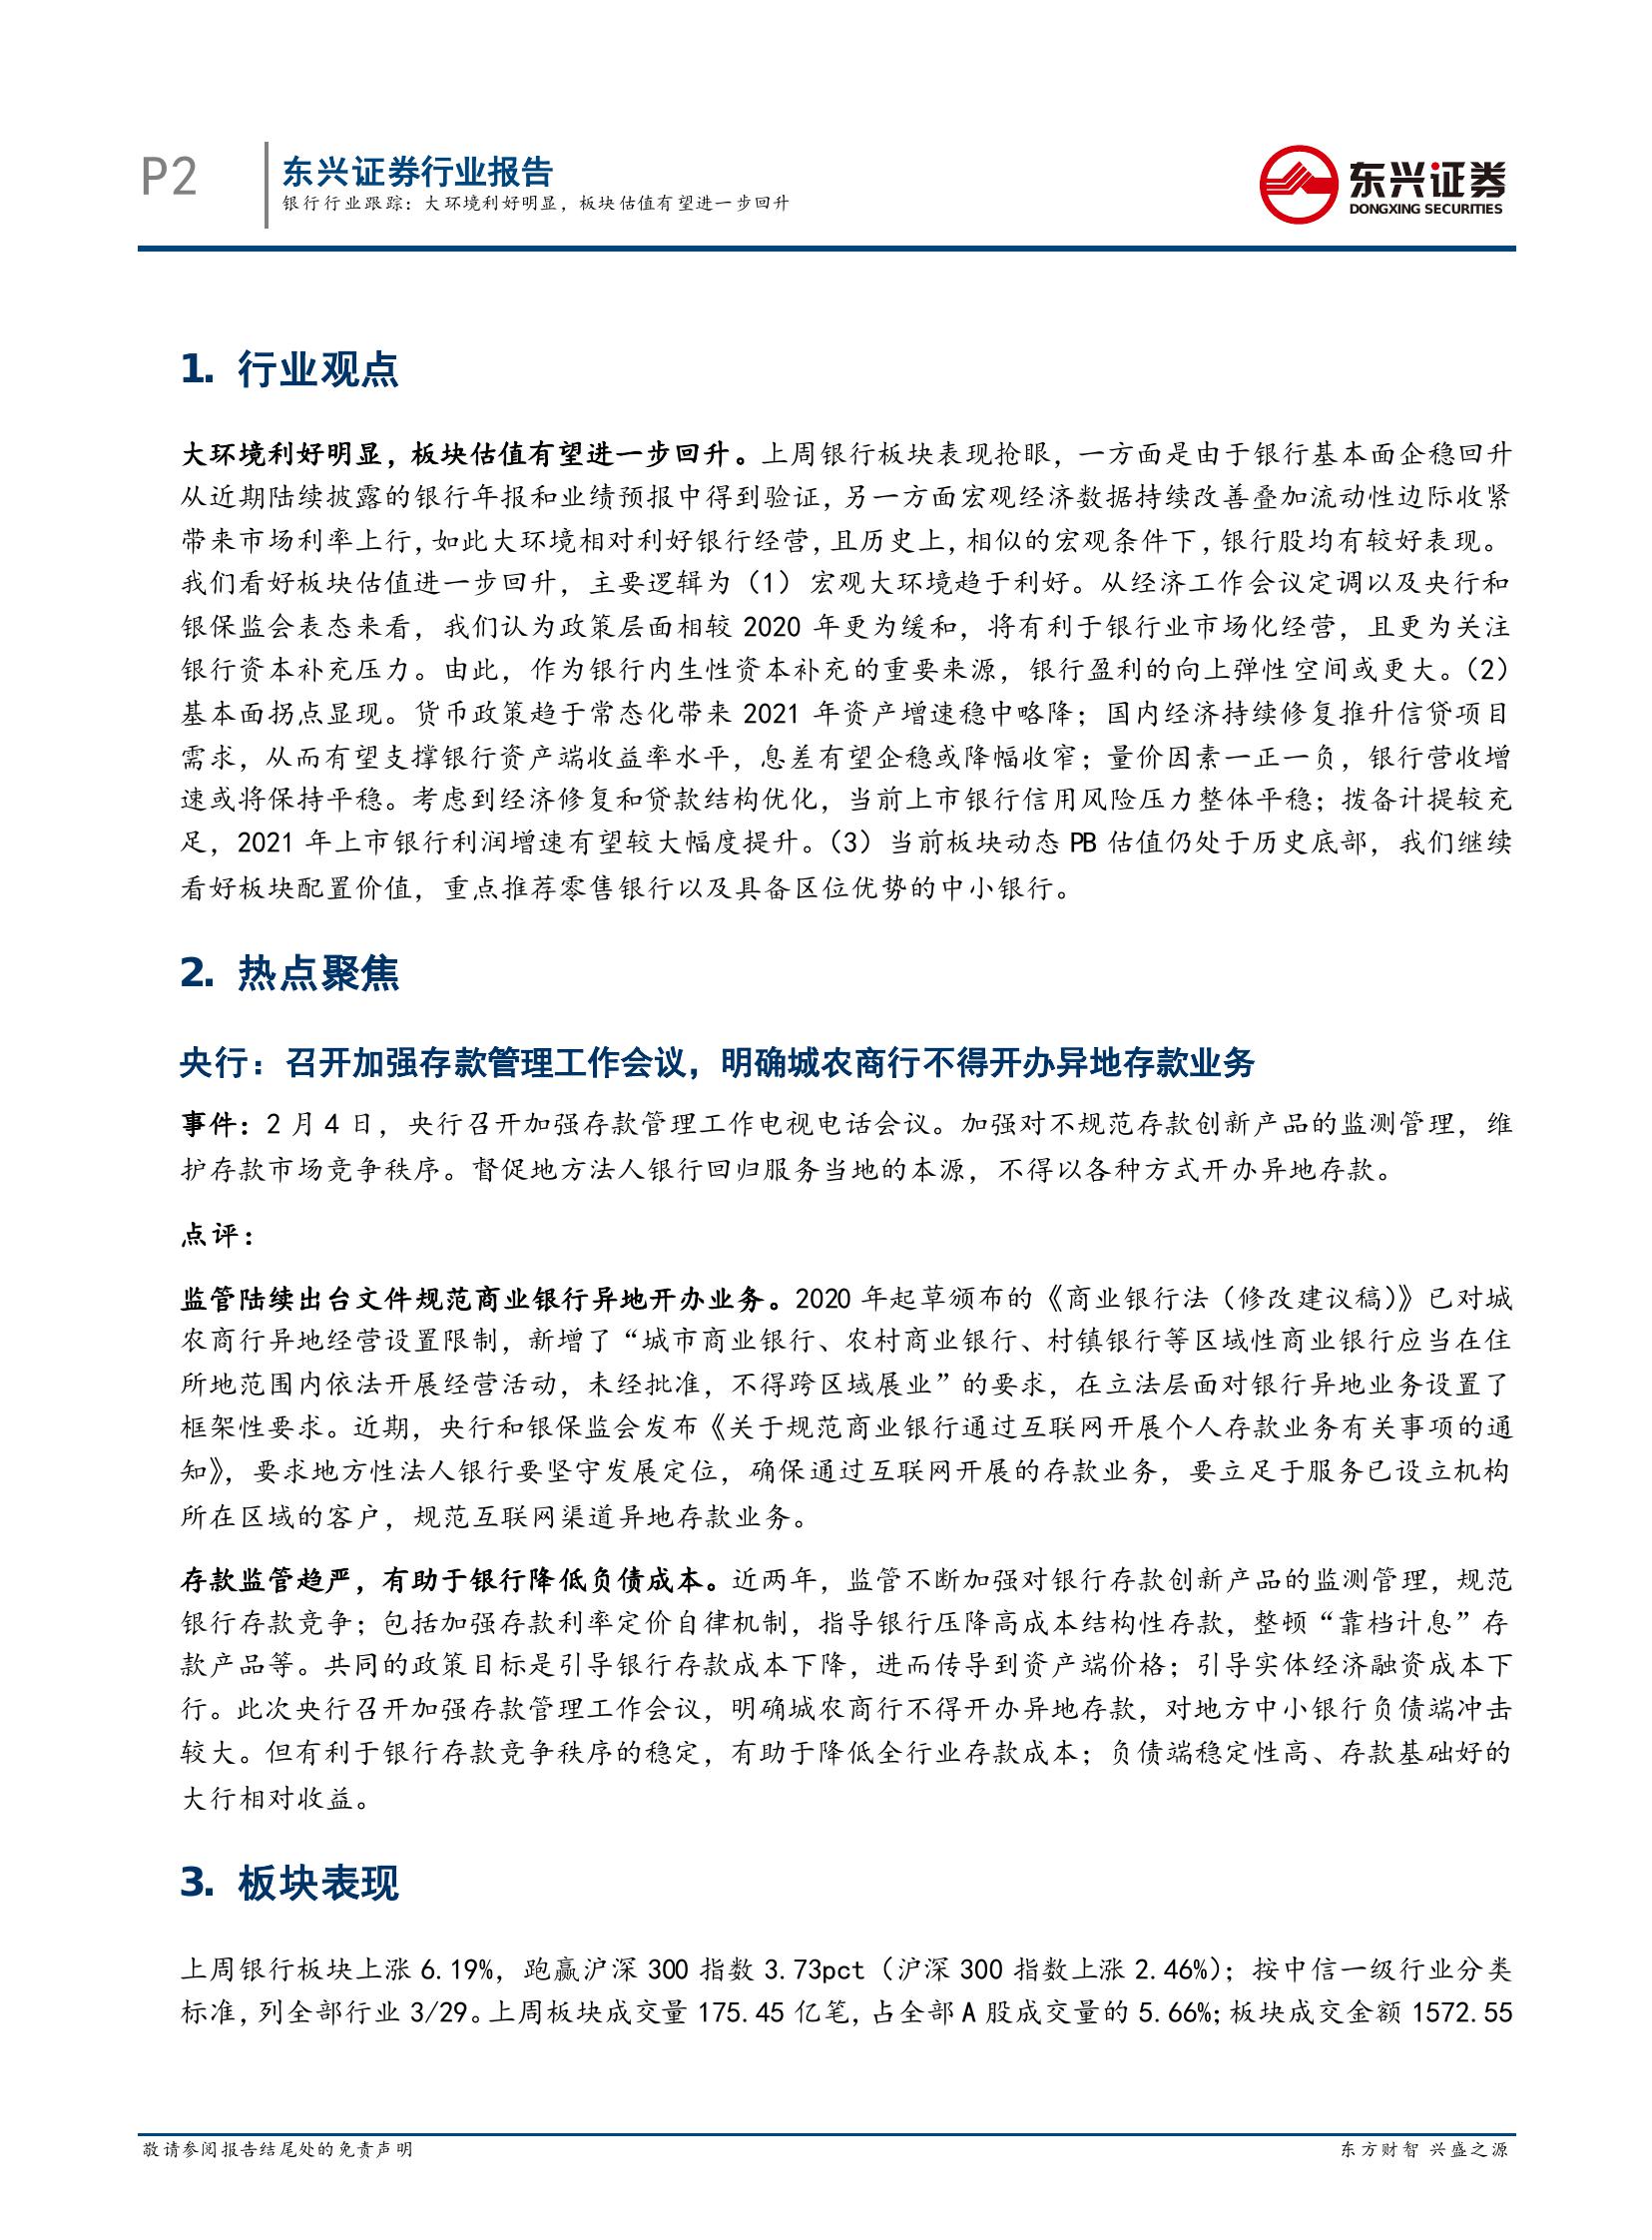 P2
东兴证券行业报告
银行行业跟踪：大环境利好明显，板块估值有望进一步回升
东兴证券
DONGXING SECURITIES
1. 行业观点
大环境利好明显，板块估值有望进一步回升。上周银行板块表现抢眼，一方面是由于银行基本面企稳回升
从近期陆续披露的银行年报和业绩预报中得到验证，另一方面宏观经济数据持续改善叠加流动性边际收紧
带来市场利率上行，如此大环境相对利好银行经营，且历史上，相似的宏观条件下，银行股均有较好表现。
我们看好板块估值进一步回升，主要逻辑为（1）宏观大环境趋于利好。从经济工作会议定调以及央行和
银保监会表态来看，我们认为政策层面相较 2020 年更为缓和，将有利于银行业市场化经营，且更为关注
银行资本补充压力。由此，作为银行内生性资本补充的重要来源，银行盈利的向上弹性空间或更大。（2）
基本面拐点显现。货币政策趋于常态化带来 2021 年资产增速稳中略降；国内经济持续修复推升信贷项目
需求，从而有望支撑银行资产端收益率水平，息差有望企稳或降幅收窄；量价因素一正一负，银行营收增
速或将保持平稳。考虑到经济修复和贷款结构优化，当前上市银行信用风险压力整体平稳；拨备计提较充
足，2021 年上市银行利润增速有望较大幅度提升。（3）当前板块动态 PB 估值仍处于历史底部，我们继续
看好板块配置价值，重点推荐零售银行以及具备区位优势的中小银行。
2. 热点聚焦
央行：召开加强存款管理工作会议，明确城农商行不得开办异地存款业务
事件：2 月 4 日，央行召开加强存款管理工作电视电话会议。加强对不规范存款创新产品的监测管理，维
护存款市场竞争秩序。督促地方法人银行回归服务当地的本源，不得以各种方式开办异地存款。
点评：
监管陆续出台文件规范商业银行异地开办业务。2020 年起草颁布的《商业银行法（修改建议稿）》已对城
农商行异地经营设置限制，新增了“城市商业银行、农村商业银行、村镇银行等区域性商业银行应当在住
所地范围内依法开展经营活动，未经批准，不得跨区域展业”的要求，在立法层面对银行异地业务设置了
框架性要求。近期，央行和银保监会发布《关于规范商业银行通过互联网开展个人存款业务有关事项的通
知》，要求地方性法人银行要坚守发展定位，确保通过互联网开展的存款业务，要立足于服务已设立机构
所在区域的客户，规范互联网渠道异地存款业务。
存款监管趋严，有助于银行降低负债成本。近两年，监管不断加强对银行存款创新产品的监测管理，规范
银行存款竞争；包括加强存款利率定价自律机制，指导银行压降高成本结构性存款，整顿“靠档计息”存
款产品等。共同的政策目标是引导银行存款成本下降，进而传导到资产端价格；引导实体经济融资成本下
行。此次央行召开加强存款管理工作会议，明确城农商行不得开办异地存款，对地方中小银行负债端冲击
较大。但有利于银行存款竞争秩序的稳定，有助于降低全行业存款成本；负债端稳定性高、存款基础好的
大行相对收益。
3. 板块表现
上周银行板块上涨 6.19%，跑赢沪深 300 指数 3.73pct（沪深 300 指数上涨 2.46%）；按中信一级行业分类
标准，列全部行业 3/29。上周板块成交量 175.45 亿笔，占全部 A 股成交量的 5.66%；板块成交金额 1572.55
敬请参阅报告结尾处的免责声明
东方财智 兴盛之源